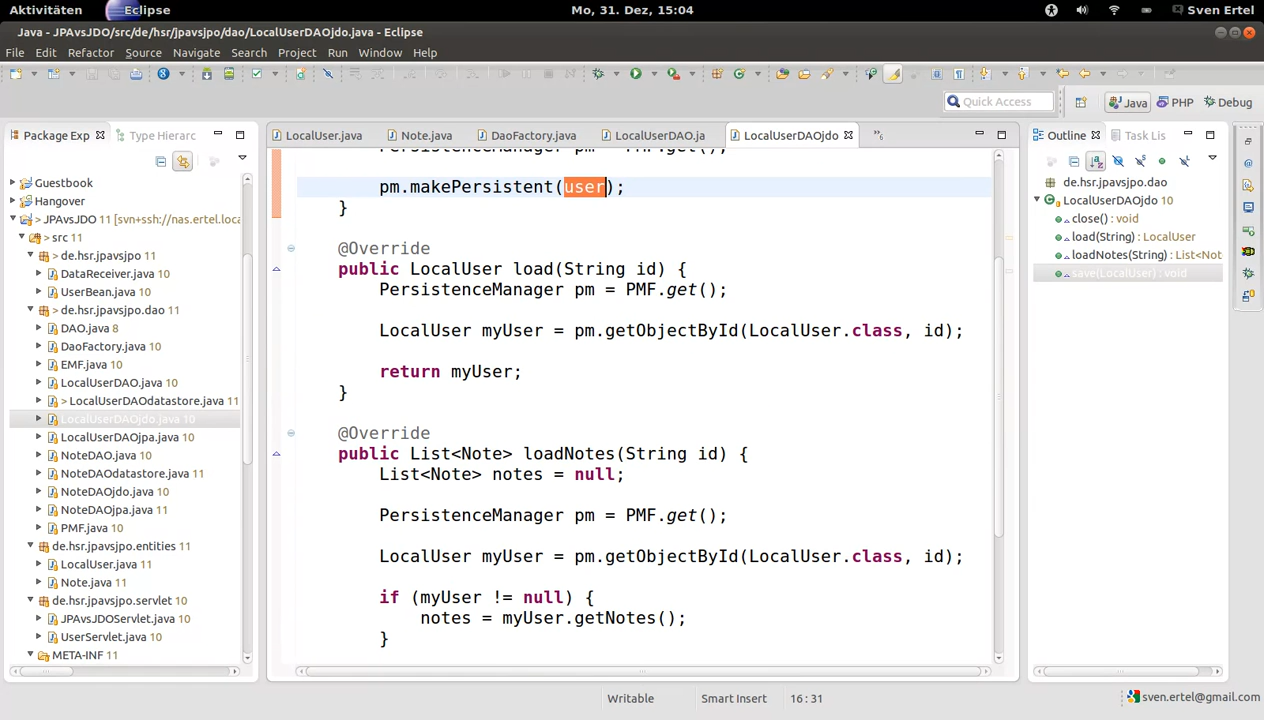 Aktivitäten Eclipse Mo, 31. Dez, 15:04 Sven Ertel
Java - JPAvsJDO/src/de/hsr/jpavsjpo/dao/LocalUserDAOjdo.java - Eclipse
File Edit Source Refactor Navigate Search Project Run Window Help
Quick Access Java PHP Debug
Package Exp Type Hierarc
LocalUser.java Note.java DaoFactory.java LocalUserDAO.ja LocalUserDAOjdo »6
Outline Task Lis
Guestbook
Hangover
> JPAvsJDO 11 [svn+ssh://nas.ertel.loca
> src 11
> de.hsr.jpavsjpo 11
DataReceiver.java 10
UserBean.java 10
> de.hsr.jpavsjpo.dao 11
DAO.java 8
DaoFactory.java 10
EMF.java 10
LocalUserDAO.java 10
> LocalUserDAOdatastore.java 11
LocalUserDAOjdo.java 10
LocalUserDAOjpa.java 10
NoteDAO.java 10
NoteDAOdatastore.java 11
NoteDAOjdo.java 10
NoteDAOjpa.java 10
PMF.java 10
de.hsr.jpavsjpo.entities 11
LocalUser.java 11
Note.java 11
de.hsr.jpavsjpo.servlet 10
JPAvsJDOServlet.java 10
UserServlet.java 10
META-INF 11
PersistenceManager pm = PMF.get();
pm.makePersistent(user);
}
@Override
public LocalUser load(String id) {
PersistenceManager pm = PMF.get();
LocalUser myUser = pm.getObjectById(LocalUser.class, id);
return myUser;
}
@Override
public List<Note> loadNotes(String id) {
List<Note> notes = null;
PersistenceManager pm = PMF.get();
LocalUser myUser = pm.getObjectById(LocalUser.class, id);
if (myUser != null) {
notes = myUser.getNotes();
}
de.hsr.jpavsjpo.dao
LocalUserDAOjdo 10
close() : void
load(String) : LocalUser
loadNotes(String) : List<Not
save(LocalUser) : void
Writable Smart Insert 16 : 31 sven.ertel@gmail.com